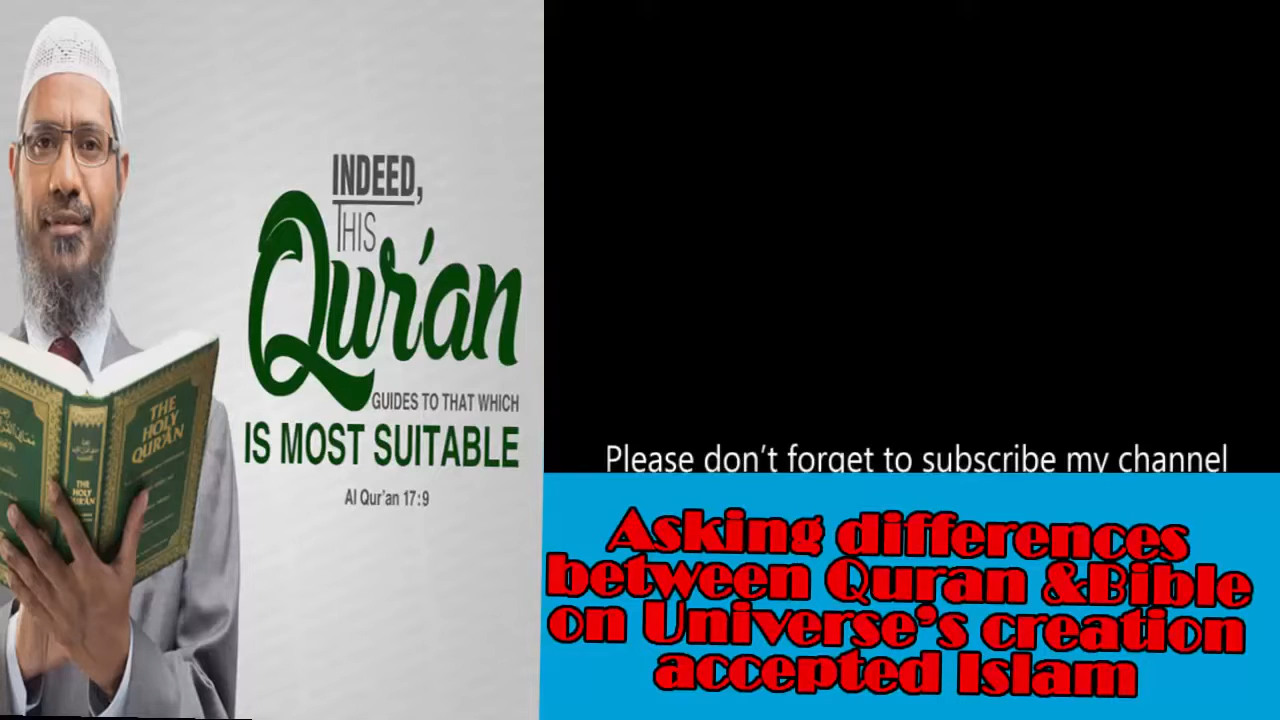 INDEED,
THIS
Qur'an
GUIDES TO THAT WHICH
IS MOST SUITABLE
Al Qur'an 17:9
THE
HOLY
QUR'AN
THE
HOLY
QUR'AN
Please don't forget to subscribe my channel
Asking differences
between Quran &Bible
on Universe's creation
accepted Islam